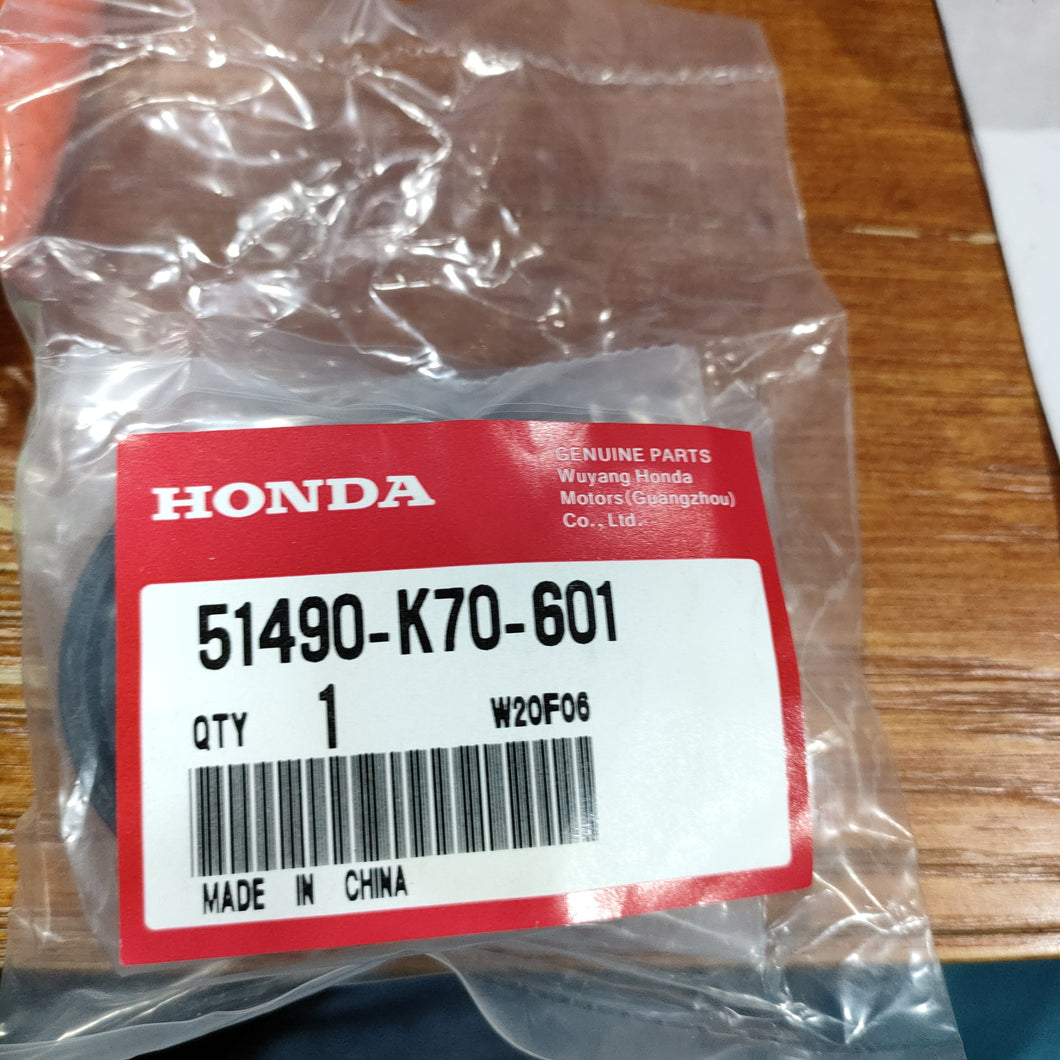 HONDA
GENUINE PARTS
Wuyang Honda
Motors(Guangzhou)
Co., Ltd.
51490-K70-601
QTY 1 W20F06
MADE IN CHINA